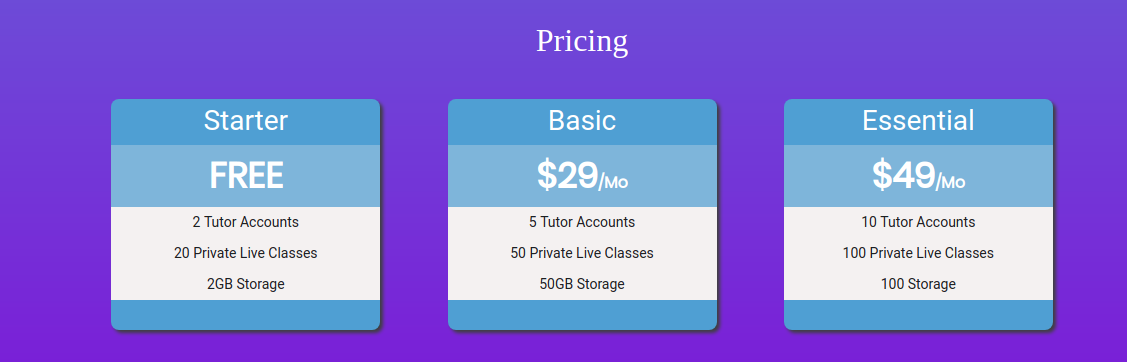 Pricing
Starter
FREE
2 Tutor Accounts
20 Private Live Classes
2GB Storage
Basic
$29/Mo
5 Tutor Accounts
50 Private Live Classes
50GB Storage
Essential
$49/Mo
10 Tutor Accounts
100 Private Live Classes
100 Storage